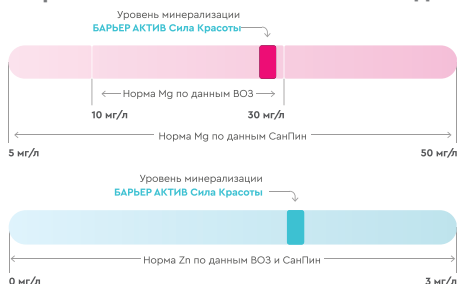 Уровень минерализации
БАРЬЕР АКТИВ Сила Красоты
Норма Mg по данным ВОЗ
10 мг/л
30 мг/л
Норма Mg по данным СанПин
5 мг/л
50 мг/л
Уровень минерализации
БАРЬЕР АКТИВ Сила Красоты
Норма Zn по данным ВОЗ и СанПин
0 мг/л
3 мг/л